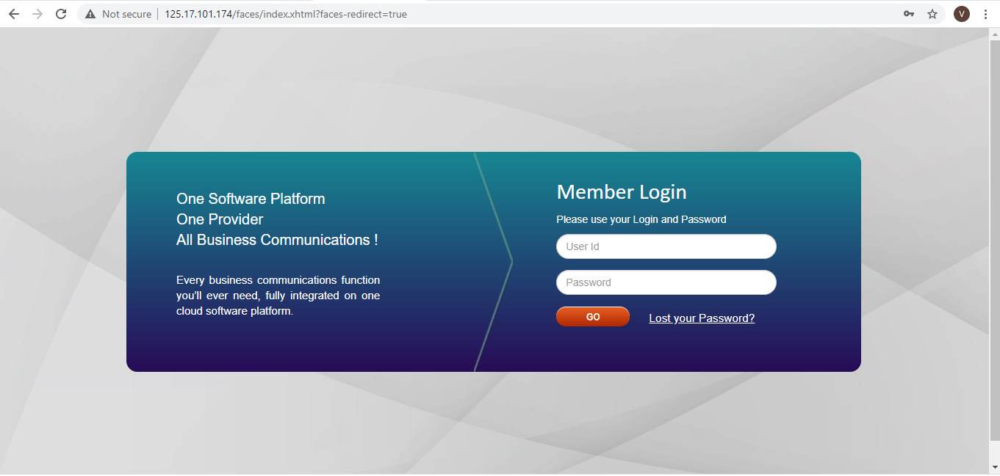 Not secure 125.17.101.174/faces/index.xhtml?faces-redirect=true
V
One Software Platform
One Provider
All Business Communications !
Every business communications function
you'll ever need, fully integrated on one
cloud software platform.
Member Login
Please use your Login and Password
User Id
Password
GO Lost your Password?